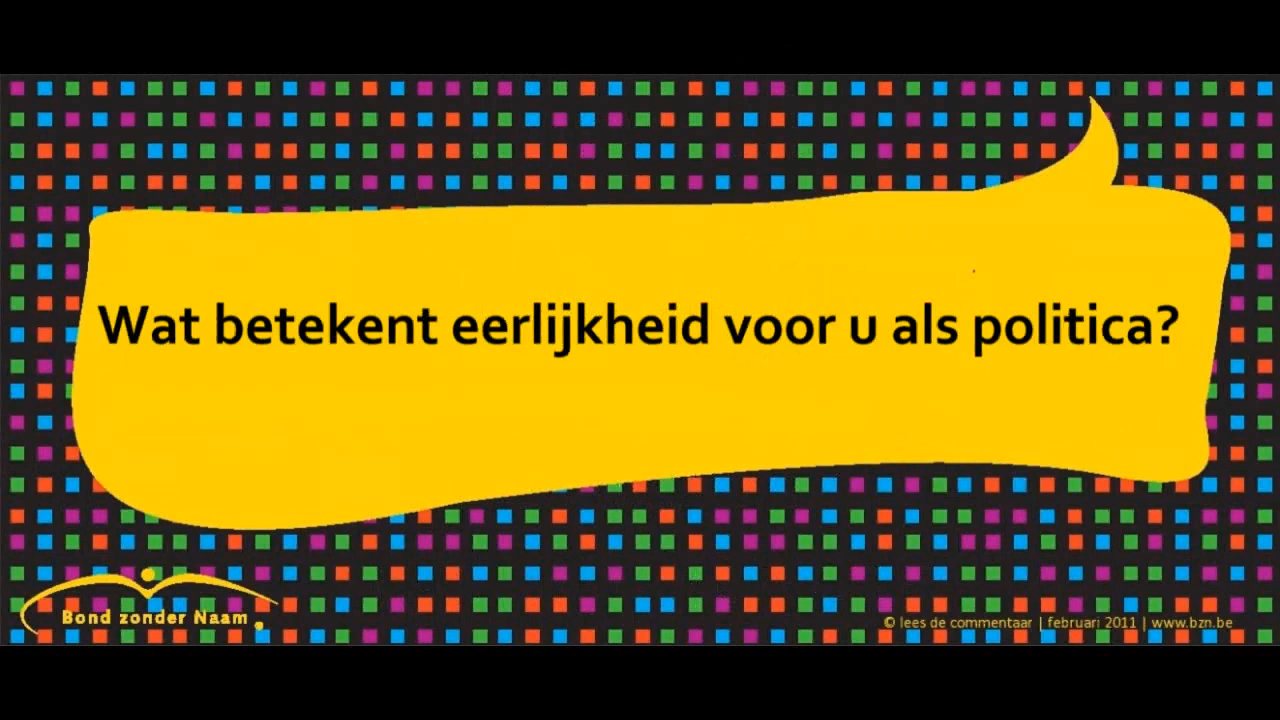 Wat betekent eerlijkheid voor u als politica?
Bond zonder Naam
© lees de commentaar | februari 2011 | www.bzn.be